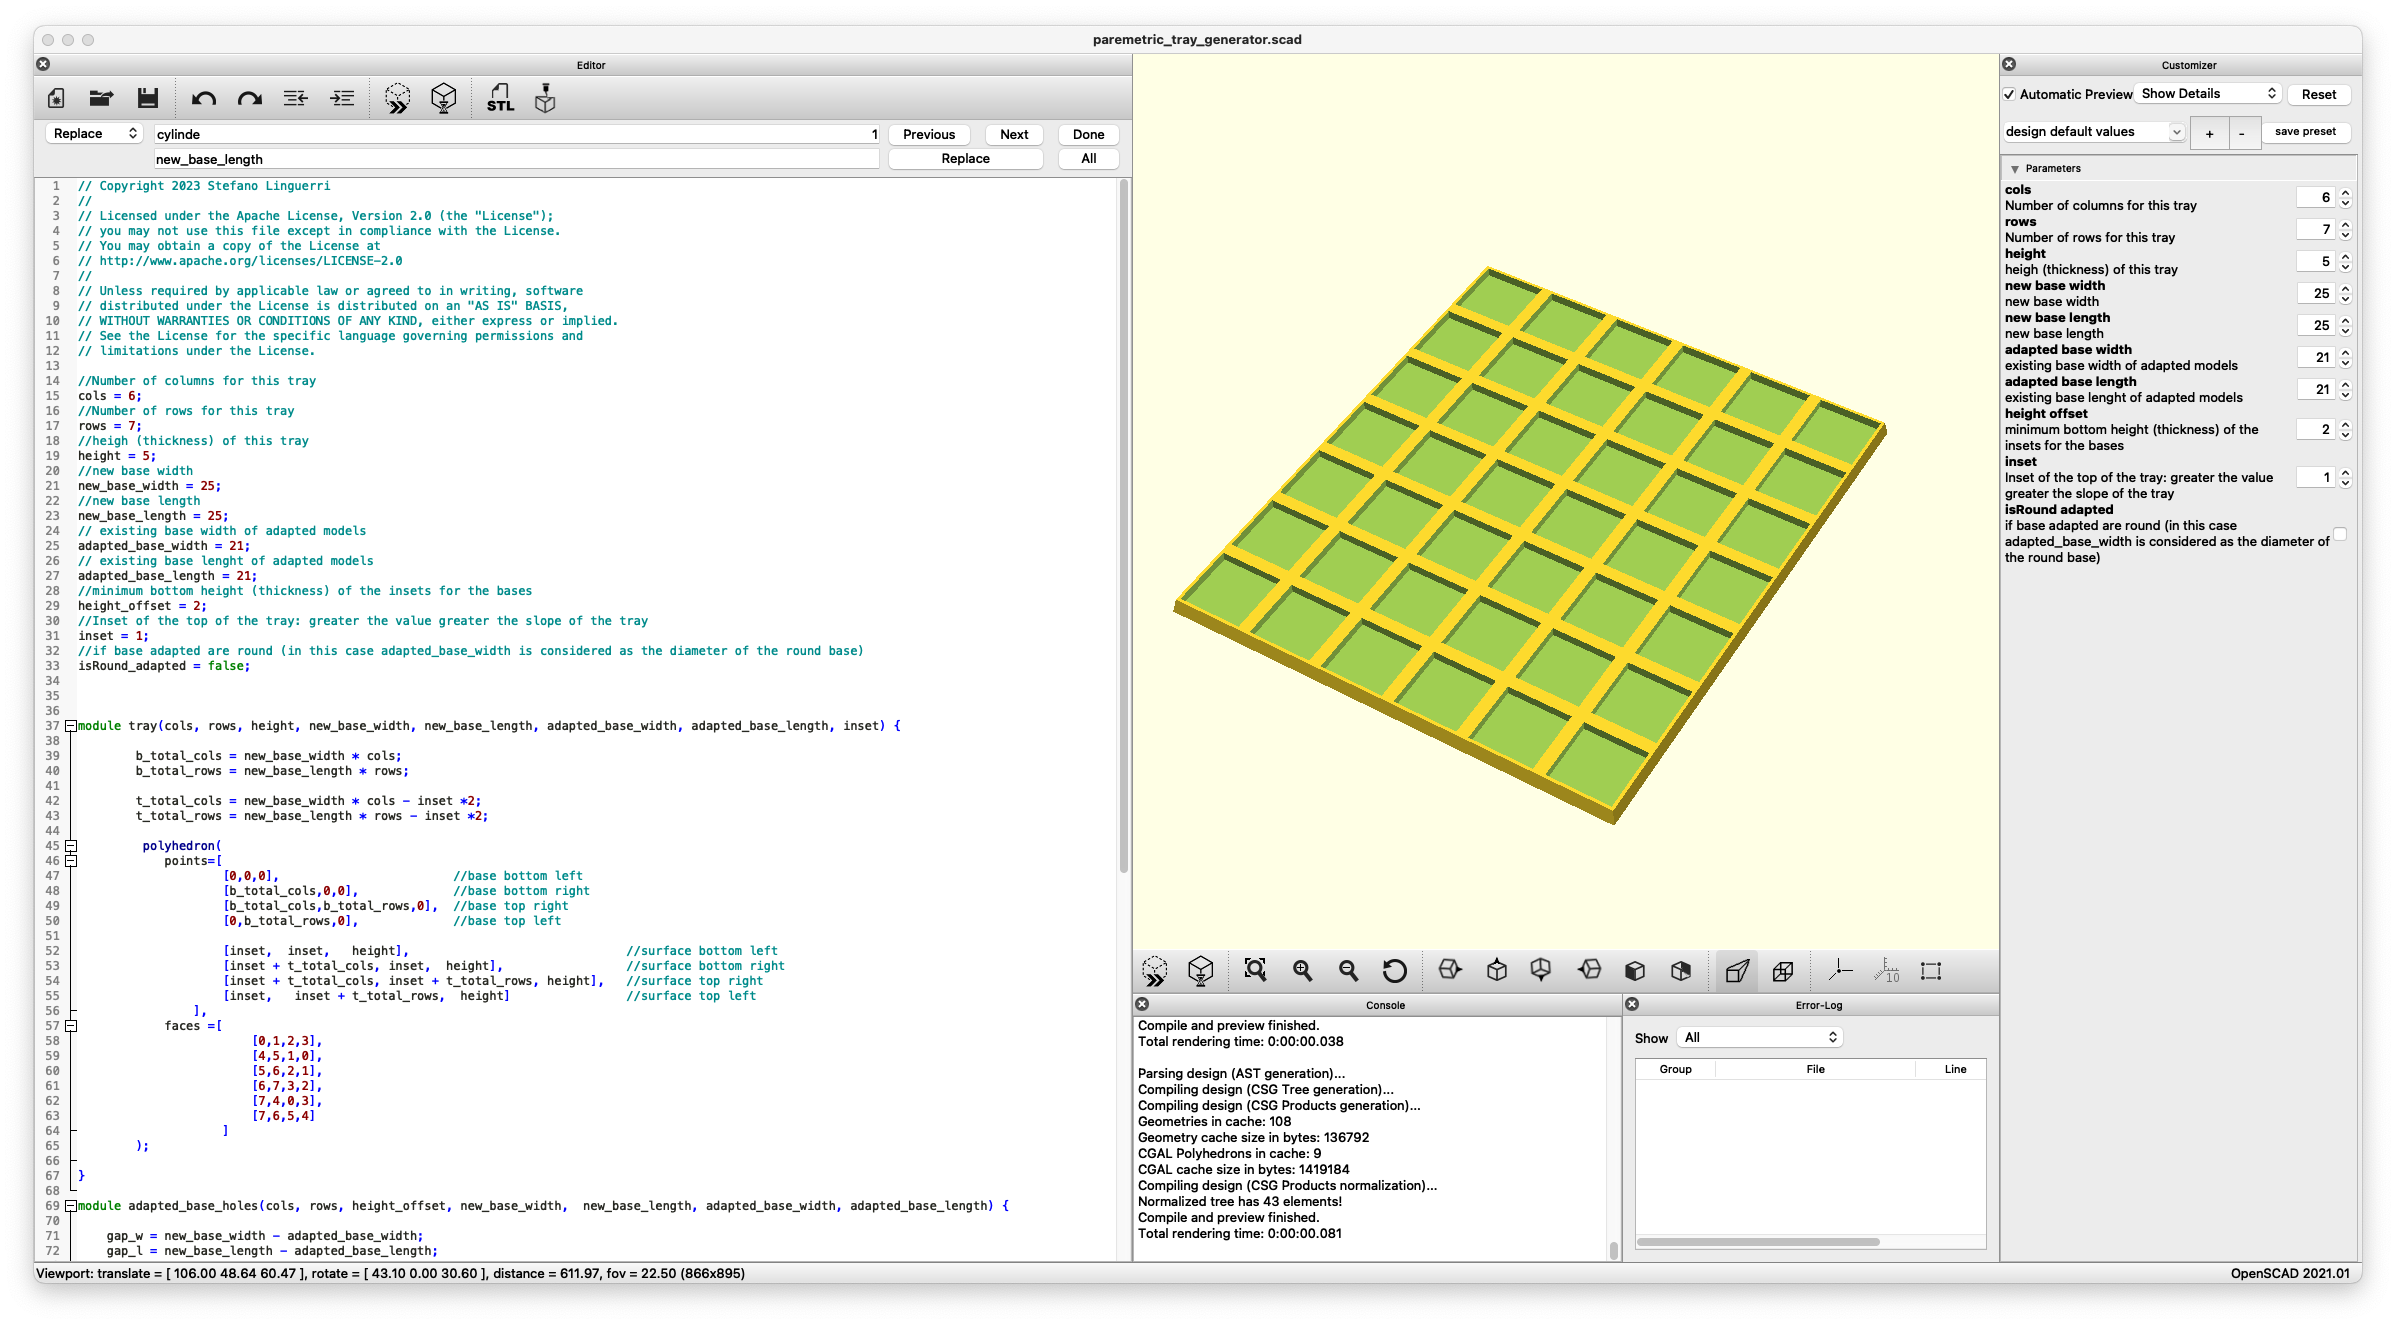 paremetric_tray_generator.scad
Editor
STL
Replace
cylinde
1
Previous
Next
Done
new_base_length
Replace
All
1 // Copyright 2023 Stefano Linguerri
2 //
3 // Licensed under the Apache License, Version 2.0 (the "License");
4 // you may not use this file except in compliance with the License.
5 // You may obtain a copy of the License at
6 // http://www.apache.org/licenses/LICENSE-2.0
7 //
8 // Unless required by applicable law or agreed to in writing, software
9 // distributed under the License is distributed on an "AS IS" BASIS,
10 // WITHOUT WARRANTIES OR CONDITIONS OF ANY KIND, either express or implied.
11 // See the License for the specific language governing permissions and
12 // limitations under the License.
13
14 //Number of columns for this tray
15 cols = 6;
16 //Number of rows for this tray
17 rows = 7;
18 //heigh (thickness) of this tray
19 height = 5;
20 //new base width
21 new_base_width = 25;
22 //new base length
23 new_base_length = 25;
24 // existing base width of adapted models
25 adapted_base_width = 21;
26 // existing base lenght of adapted models
27 adapted_base_length = 21;
28 //minimum bottom height (thickness) of the insets for the bases
29 height_offset = 2;
30 //Inset of the top of the tray: greater the value greater the slope of the tray
31 inset = 1;
32 //if base adapted are round (in this case adapted_base_width is considered as the diameter of the round base)
33 isRound_adapted = false;
34
35
36
37 module tray(cols, rows, height, new_base_width, new_base_length, adapted_base_width, adapted_base_length, inset) {
38
39 b_total_cols = new_base_width * cols;
40 b_total_rows = new_base_length * rows;
41
42 t_total_cols = new_base_width * cols - inset *2;
43 t_total_rows = new_base_length * rows - inset *2;
44
45 polyhedron(
46 points=[
47 [0,0,0], //base bottom left
48 [b_total_cols,0,0], //base bottom right
49 [b_total_cols,b_total_rows,0], //base top right
50 [0,b_total_rows,0], //base top left
51
52 [inset, inset, height], //surface bottom left
53 [inset + t_total_cols, inset, height], //surface bottom right
54 [inset + t_total_cols, inset + t_total_rows, height], //surface top right
55 [inset, inset + t_total_rows, height] //surface top left
56 ],
57 faces =[
58 [0,1,2,3],
59 [4,5,1,0],
60 [5,6,2,1],
61 [6,7,3,2],
62 [7,4,0,3],
63 [7,6,5,4]
64 ]
65 );
66
67 }
68
69 module adapted_base_holes(cols, rows, height_offset, new_base_width, new_base_length, adapted_base_width, adapted_base_length) {
70
71 gap_w = new_base_width - adapted_base_width;
72 gap_l = new_base_length - adapted_base_length;
10
Console
Compile and preview finished.
Total rendering time: 0:00:00.038
Parsing design (AST generation)...
Compiling design (CSG Tree generation)...
Compiling design (CSG Products generation)...
Geometries in cache: 108
Geometry cache size in bytes: 136792
CGAL Polyhedrons in cache: 9
CGAL cache size in bytes: 1419184
Compiling design (CSG Products normalization)...
Normalized tree has 43 elements!
Compile and preview finished.
Total rendering time: 0:00:00.081
Error-Log
Show All
Group File Line
Customizer
Automatic Preview Show Details Reset
design default values + - save preset
Parameters
cols
Number of columns for this tray 6
rows
Number of rows for this tray 7
height
heigh (thickness) of this tray 5
new base width
new base width 25
new base length
new base length 25
adapted base width
existing base width of adapted models 21
adapted base length
existing base lenght of adapted models 21
height offset
minimum bottom height (thickness) of the 2
insets for the bases
inset
Inset of the top of the tray: greater the value 1
greater the slope of the tray
isRound adapted
if base adapted are round (in this case
adapted_base_width is considered as the diameter of
the round base)
Viewport: translate = [ 106.00 48.64 60.47 ], rotate = [ 43.10 0.00 30.60 ], distance = 611.97, fov = 22.50 (866x895)
OpenSCAD 2021.01